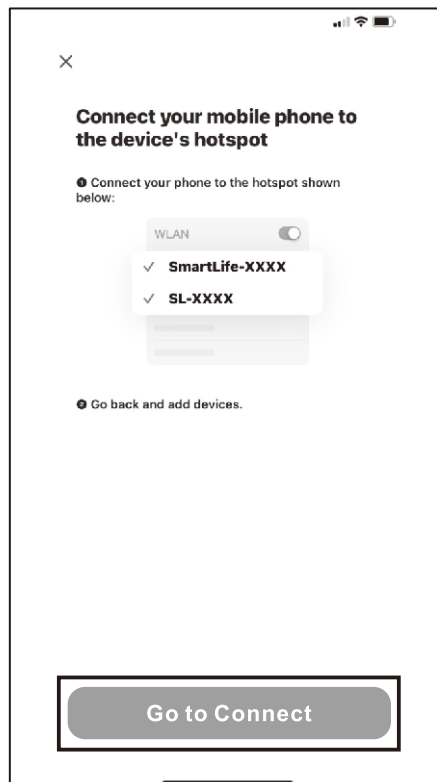 Connect your mobile phone to
the device's hotspot
❶ Connect your phone to the hotspot shown
below:
WLAN
✓ SmartLife-XXXX
✓ SL-XXXX
❷ Go back and add devices.
Go to Connect